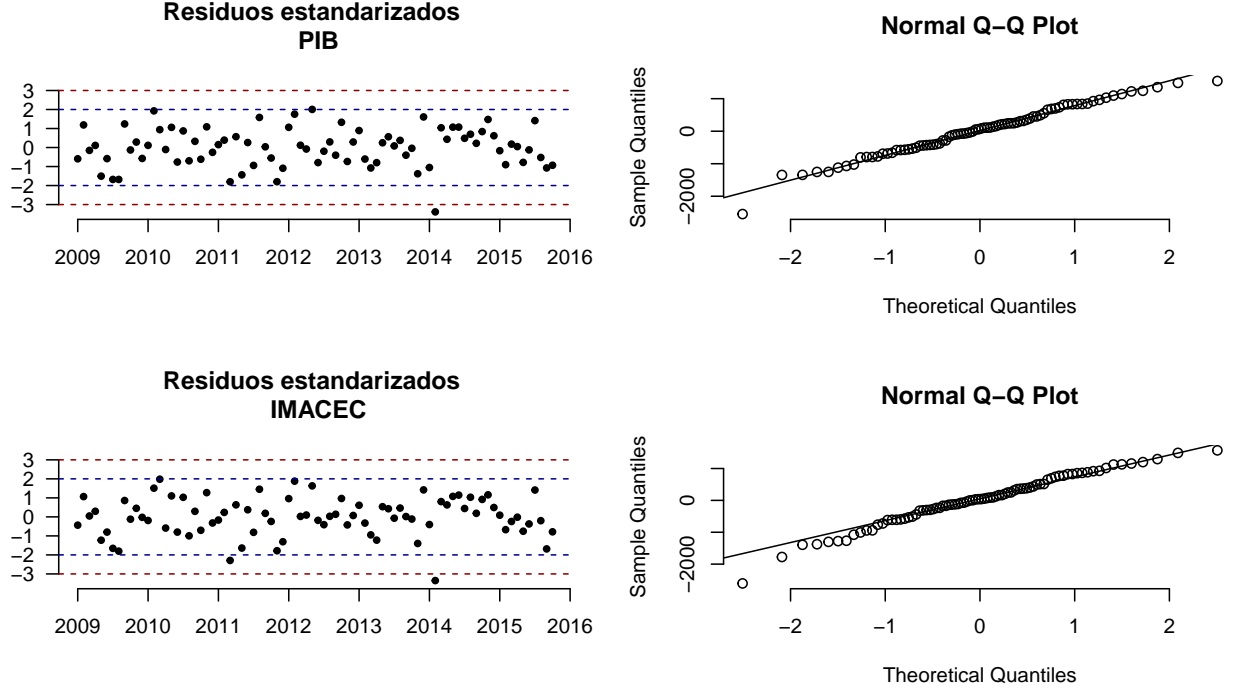 Residuos estandarizados
PIB
3
2
1
0
−1
−2
−3
2009 2010 2011 2012 2013 2014 2015 2016
Normal Q−Q Plot
Sample Quantiles
0
−2000
−2 −1 0 1 2
Theoretical Quantiles
Residuos estandarizados
IMACEC
3
2
1
0
−1
−2
−3
2009 2010 2011 2012 2013 2014 2015 2016
Normal Q−Q Plot
Sample Quantiles
0
−2000
−2 −1 0 1 2
Theoretical Quantiles